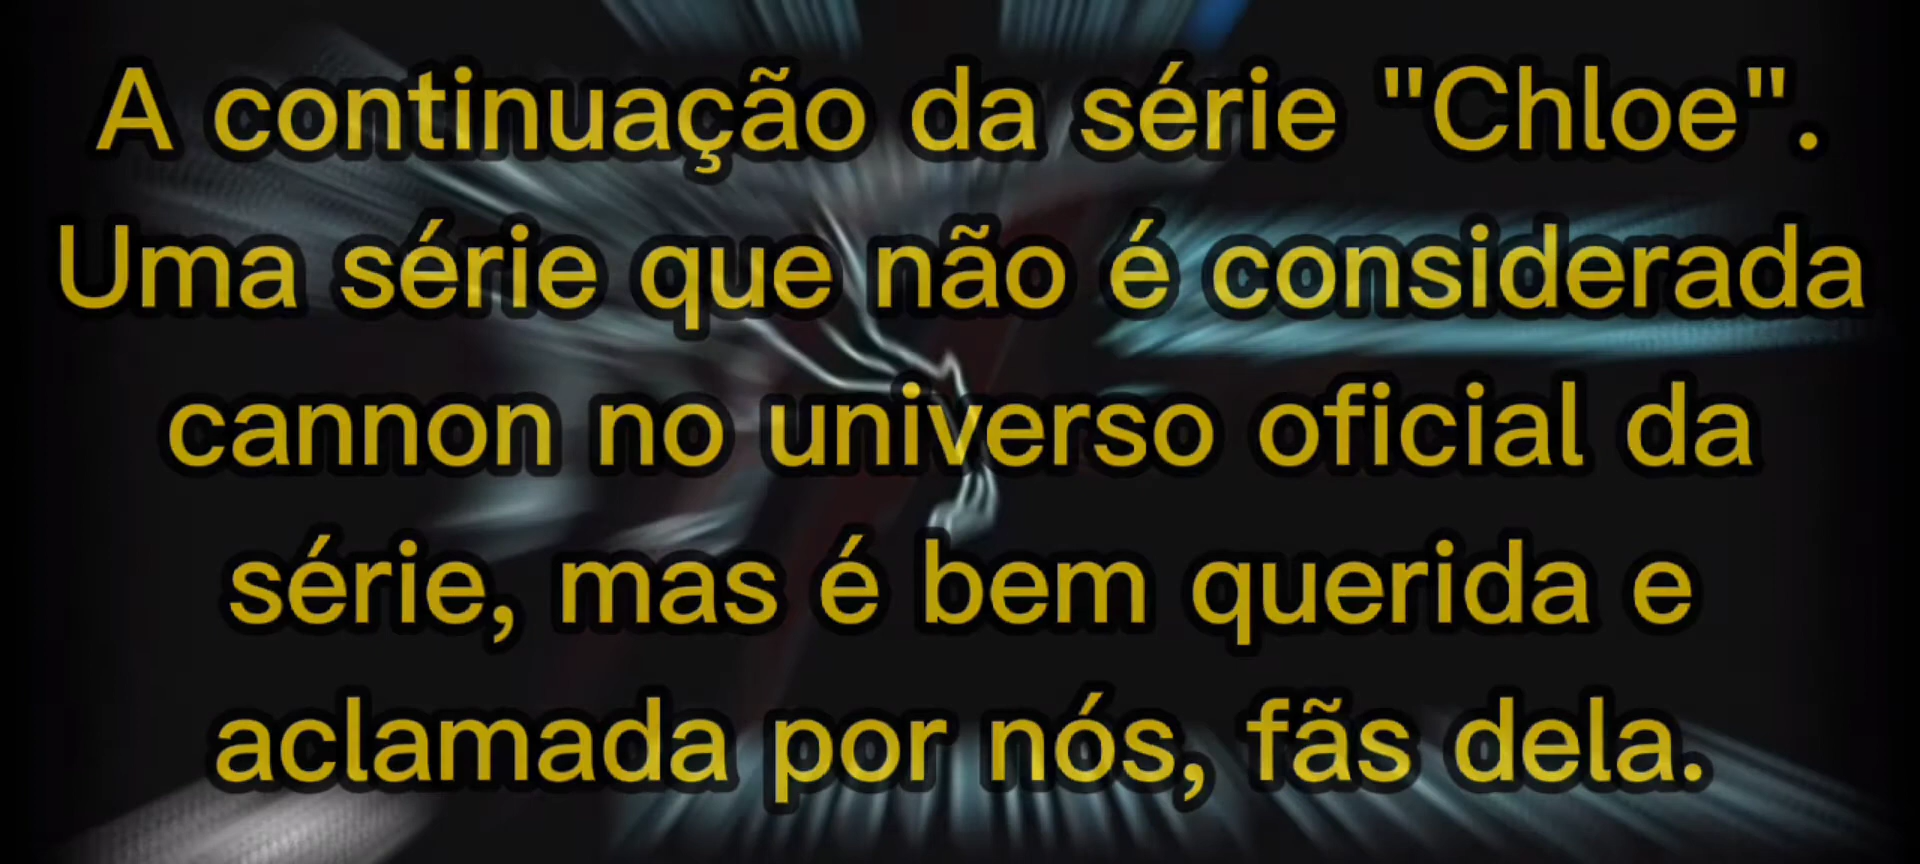 A continuação da série "Chloe".
Uma série que não é considerada
cannon no universo oficial da
série, mas é bem querida e
aclamada por nós, fãs dela.